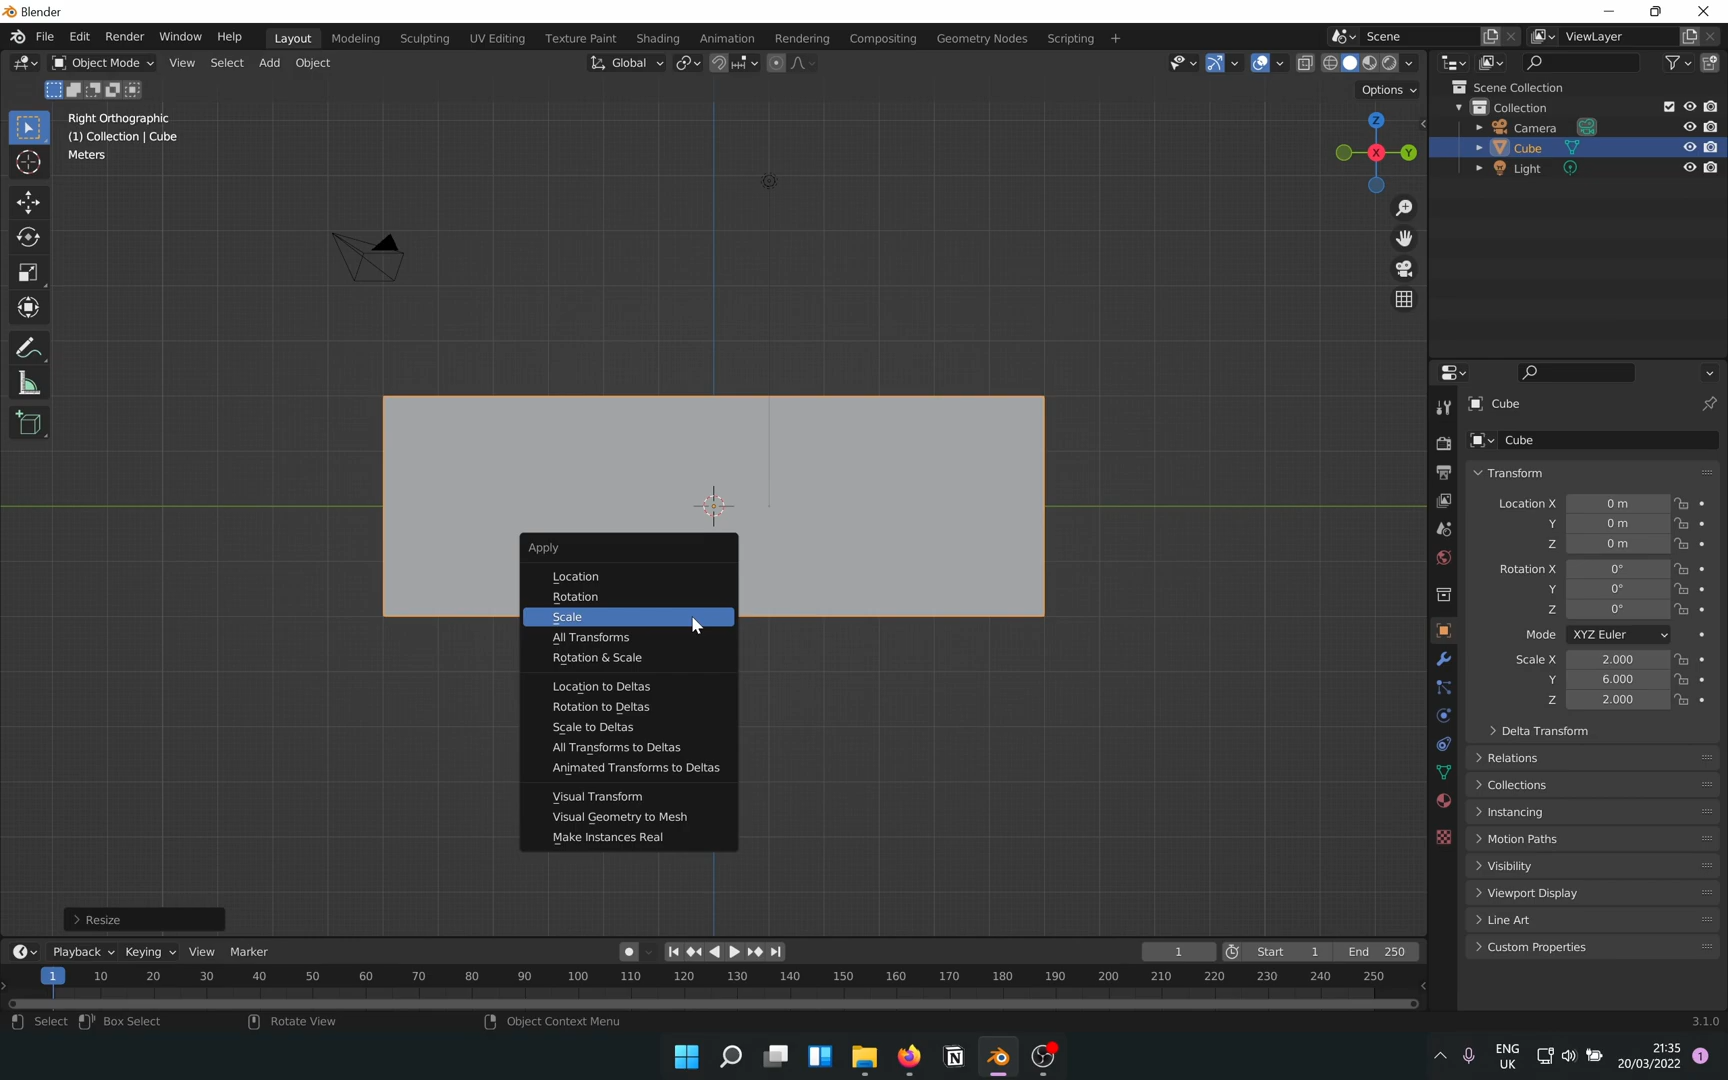 Blender
File Edit Render Window Help Layout Modeling Sculpting UV Editing Texture Paint Shading Animation Rendering Compositing Geometry Nodes Scripting + Scene ViewLayer
Object Mode View Select Add Object Global
Options
Right Orthographic
(1) Collection | Cube
Meters
Z
X
Y
Scene Collection
Collection
Camera
Cube
Light
Cube
Cube
Transform
Location X 0 m
Y 0 m
Z 0 m
Rotation X 0°
Y 0°
Z 0°
Mode XYZ Euler
Scale X 2.000
Y 6.000
Z 2.000
Delta Transform
Relations
Collections
Instancing
Motion Paths
Visibility
Viewport Display
Line Art
Custom Properties
Apply
Location
Rotation
Scale
All Transforms
Rotation & Scale
Location to Deltas
Rotation to Deltas
Scale to Deltas
All Transforms to Deltas
Animated Transforms to Deltas
Visual Transform
Visual Geometry to Mesh
Make Instances Real
Resize
Playback Keying View Marker 1 Start 1 End 250
1 10 20 30 40 50 60 70 80 90 100 110 120 130 140 150 160 170 180 190 200 210 220 230 240 250
Select Box Select Rotate View Object Context Menu 3.1.0
ENG
UK
21:35
20/03/2022
1